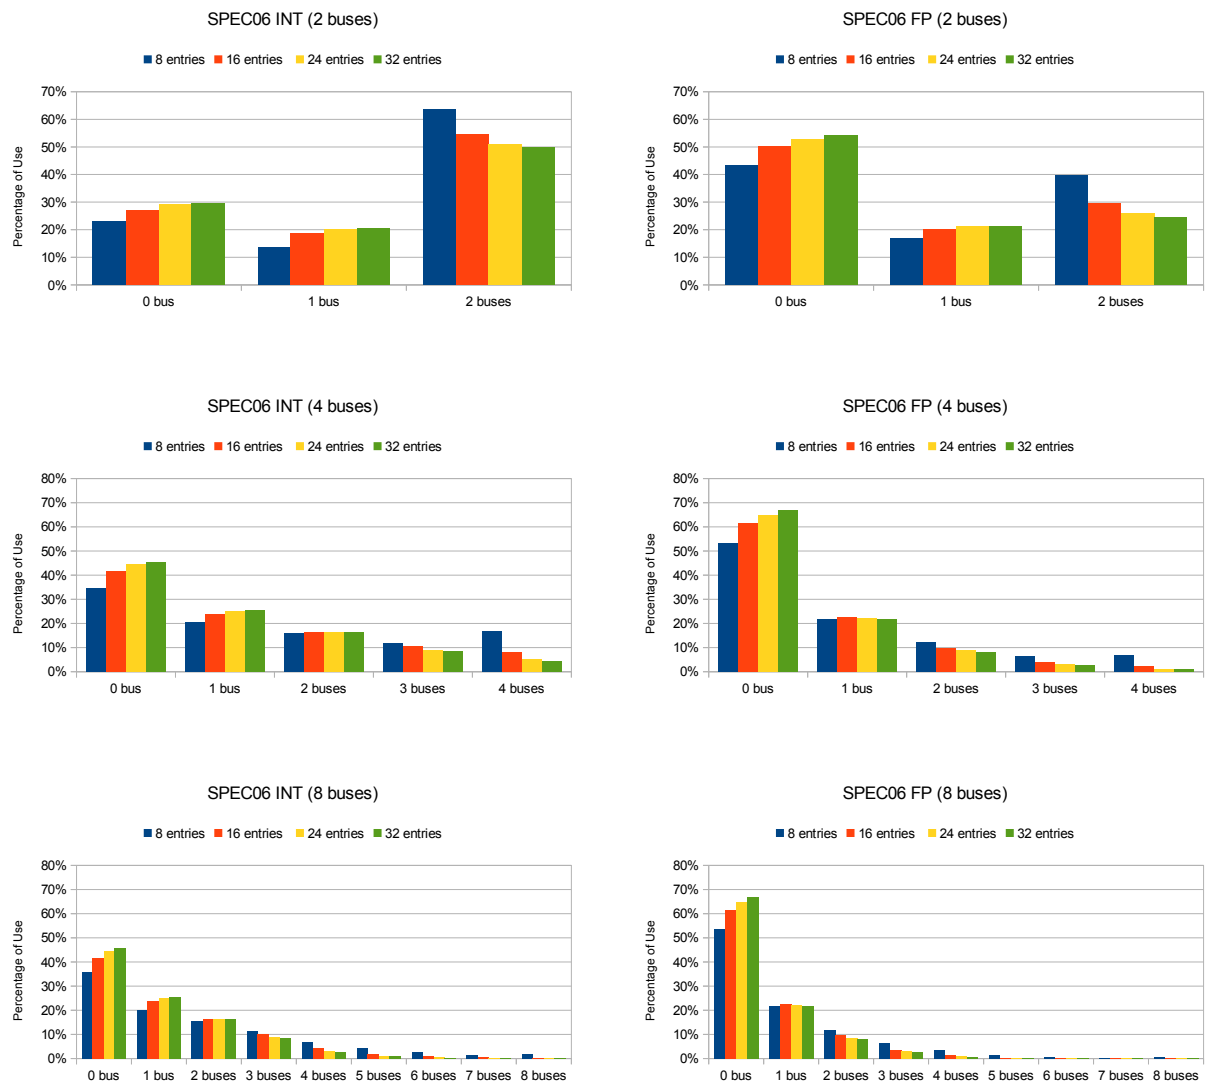 SPEC06 INT (2 buses)
8 entries 16 entries 24 entries 32 entries
Percentage of Use
70%
60%
50%
40%
30%
20%
10%
0%
0 bus 1 bus 2 buses
SPEC06 FP (2 buses)
8 entries 16 entries 24 entries 32 entries
Percentage of Use
70%
60%
50%
40%
30%
20%
10%
0%
0 bus 1 bus 2 buses
SPEC06 INT (4 buses)
8 entries 16 entries 24 entries 32 entries
Percentage of Use
80%
70%
60%
50%
40%
30%
20%
10%
0%
0 bus 1 bus 2 buses 3 buses 4 buses
SPEC06 FP (4 buses)
8 entries 16 entries 24 entries 32 entries
Percentage of Use
80%
70%
60%
50%
40%
30%
20%
10%
0%
0 bus 1 bus 2 buses 3 buses 4 buses
SPEC06 INT (8 buses)
8 entries 16 entries 24 entries 32 entries
Percentage of Use
80%
70%
60%
50%
40%
30%
20%
10%
0%
0 bus 1 bus 2 buses 3 buses 4 buses 5 buses 6 buses 7 buses 8 buses
SPEC06 FP (8 buses)
8 entries 16 entries 24 entries 32 entries
Percentage of Use
80%
70%
60%
50%
40%
30%
20%
10%
0%
0 bus 1 bus 2 buses 3 buses 4 buses 5 buses 6 buses 7 buses 8 buses